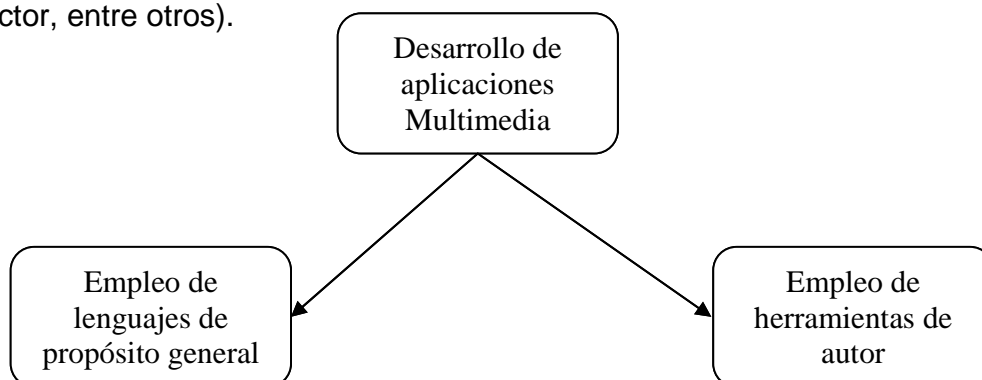 ctor, entre otros).
Desarrollo de
aplicaciones
Multimedia
Empleo de
lenguajes de
propósito general
Empleo de
herramientas de
autor